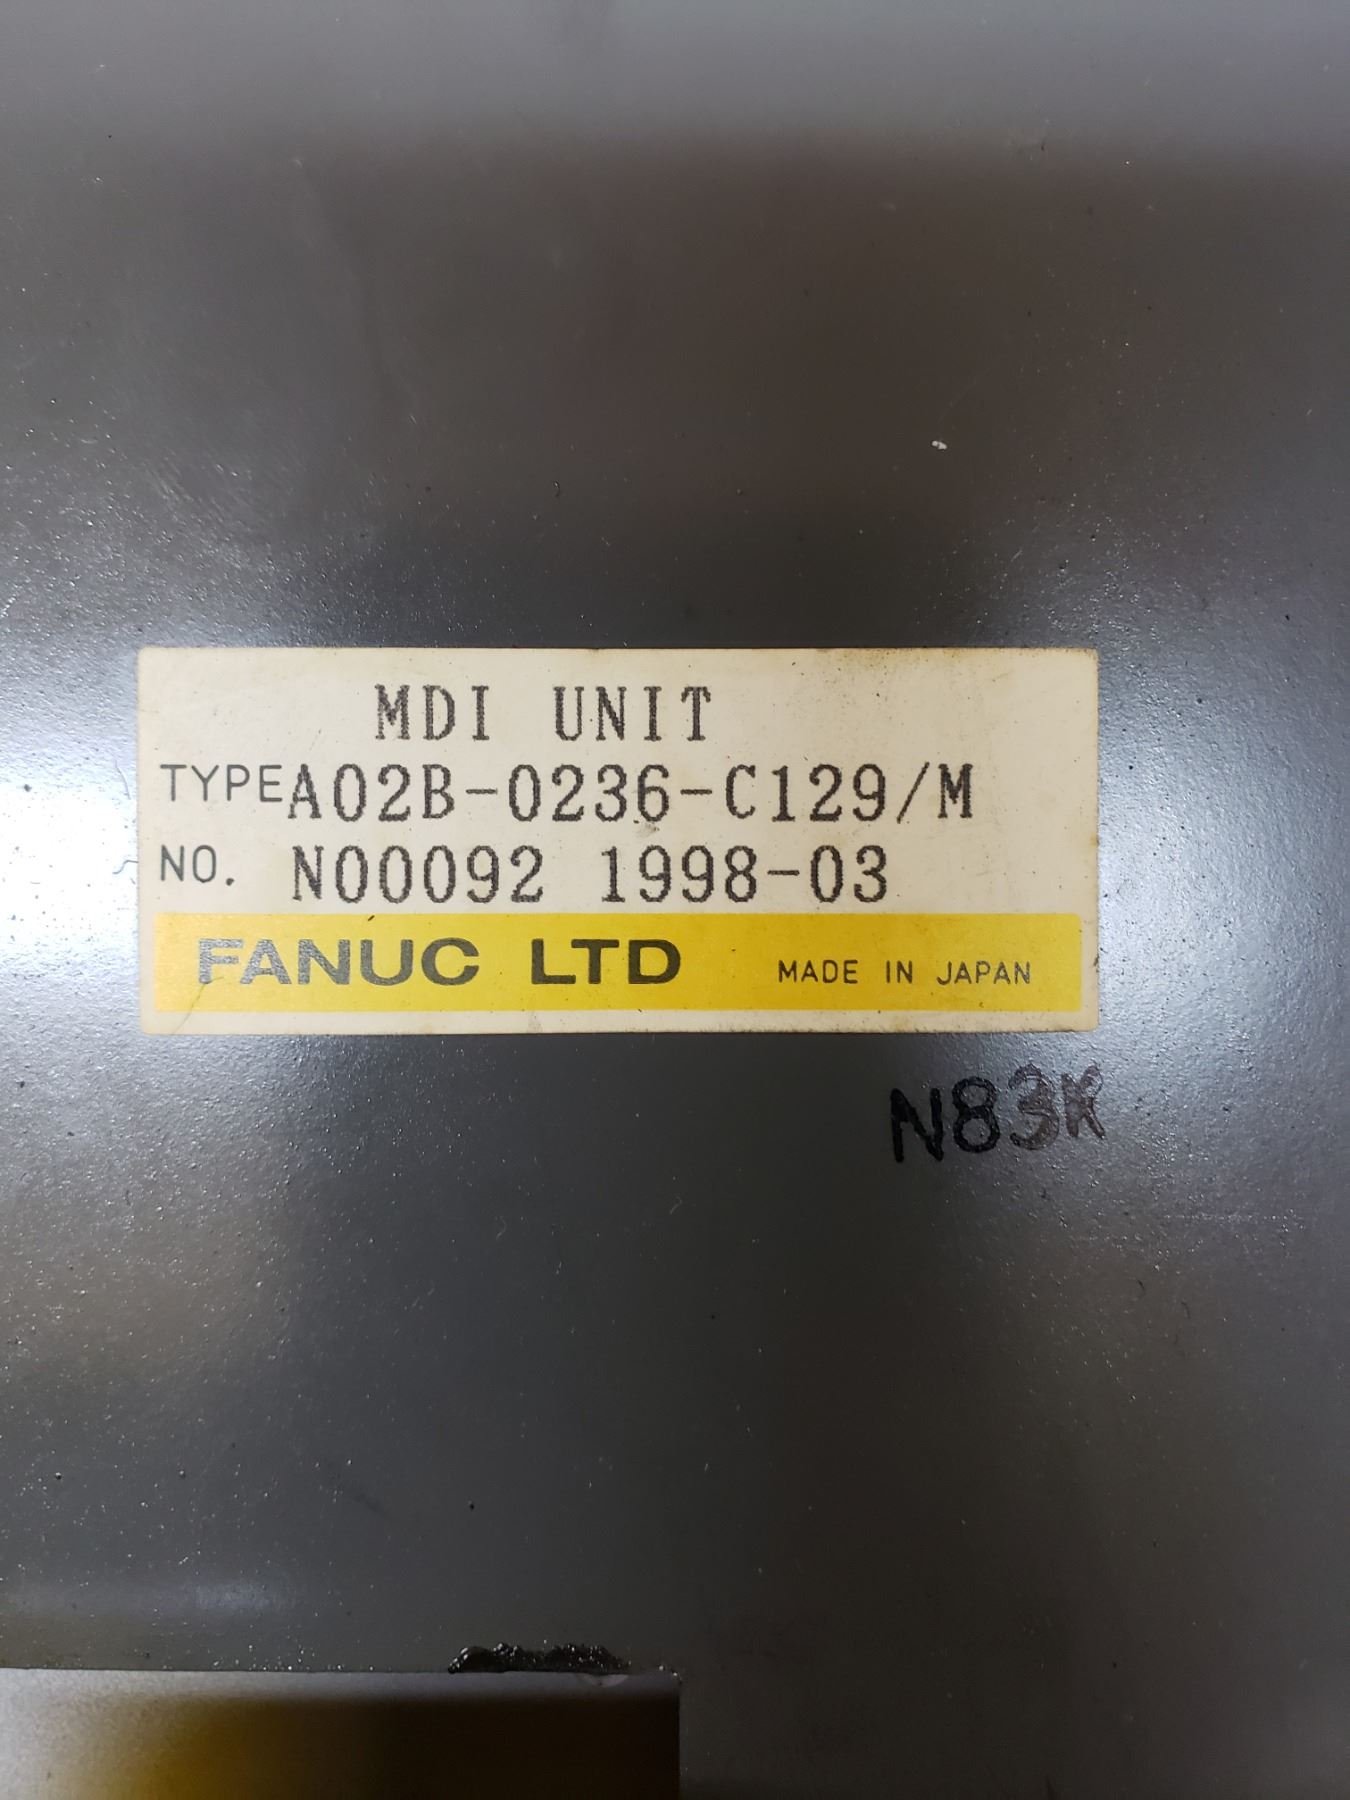 MDI UNIT
TYPE A02B-0236-C129/M
NO. N00092 1998-03
FANUC LTD MADE IN JAPAN
N83K